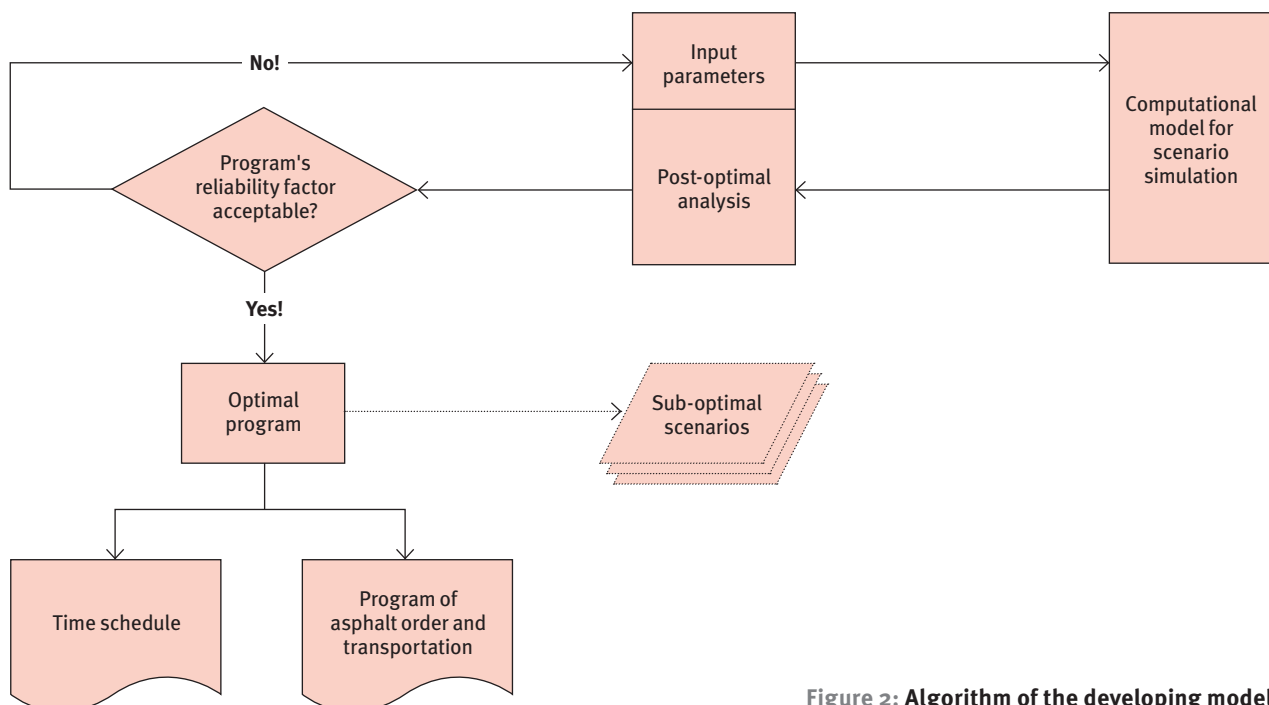 No!
Input
parameters
Computational
model for
scenario
simulation
Program's
reliability factor
acceptable?
Post-optimal
analysis
Yes!
Optimal
program
Sub-optimal
scenarios
Time schedule
Program of
asphalt order and
transportation
Figure 2: Algorithm of the developing model